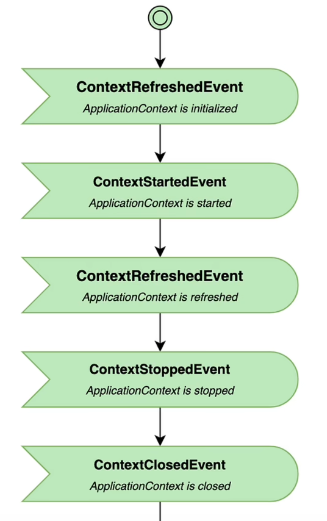 ContextRefreshedEvent
ApplicationContext is initialized
ContextStartedEvent
ApplicationContext is started
ContextRefreshedEvent
ApplicationContext is refreshed
ContextStoppedEvent
ApplicationContext is stopped
ContextClosedEvent
ApplicationContext is closed